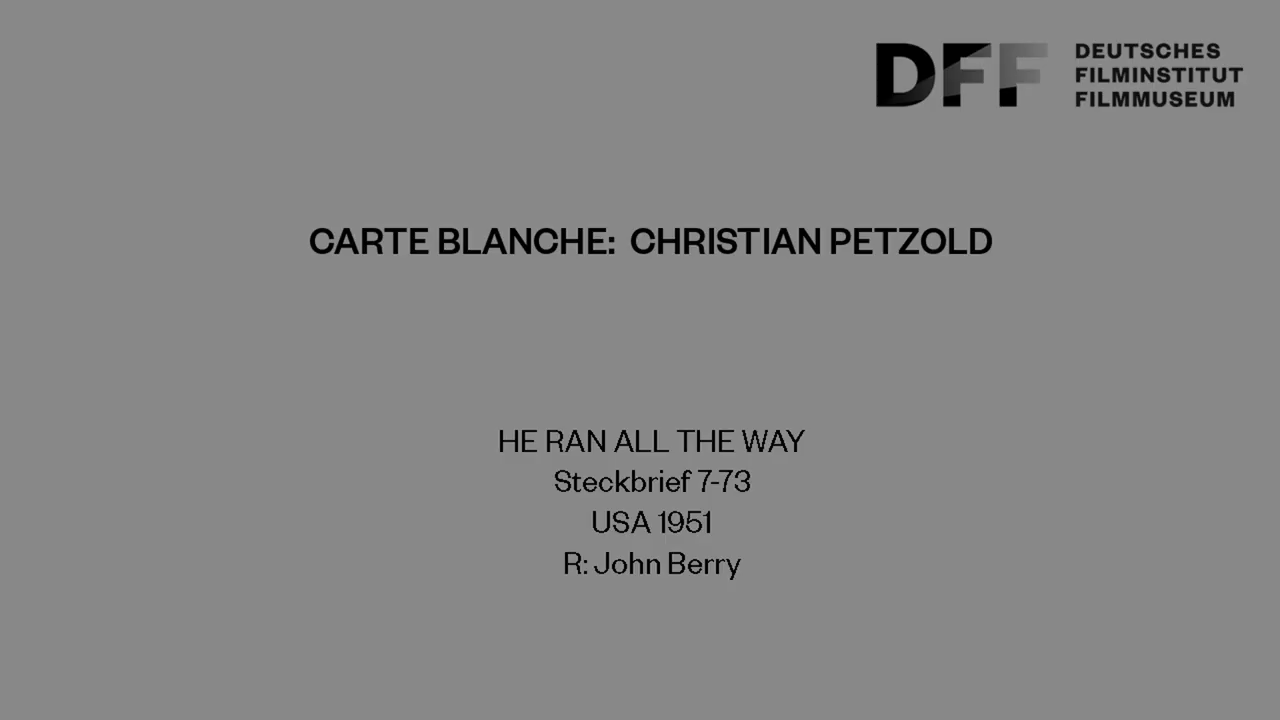 DFF
DEUTSCHES
FILMINSTITUT
FILMMUSEUM
CARTE BLANCHE: CHRISTIAN PETZOLD
HE RAN ALL THE WAY
Steckbrief 7-73
USA 1951
R: John Berry